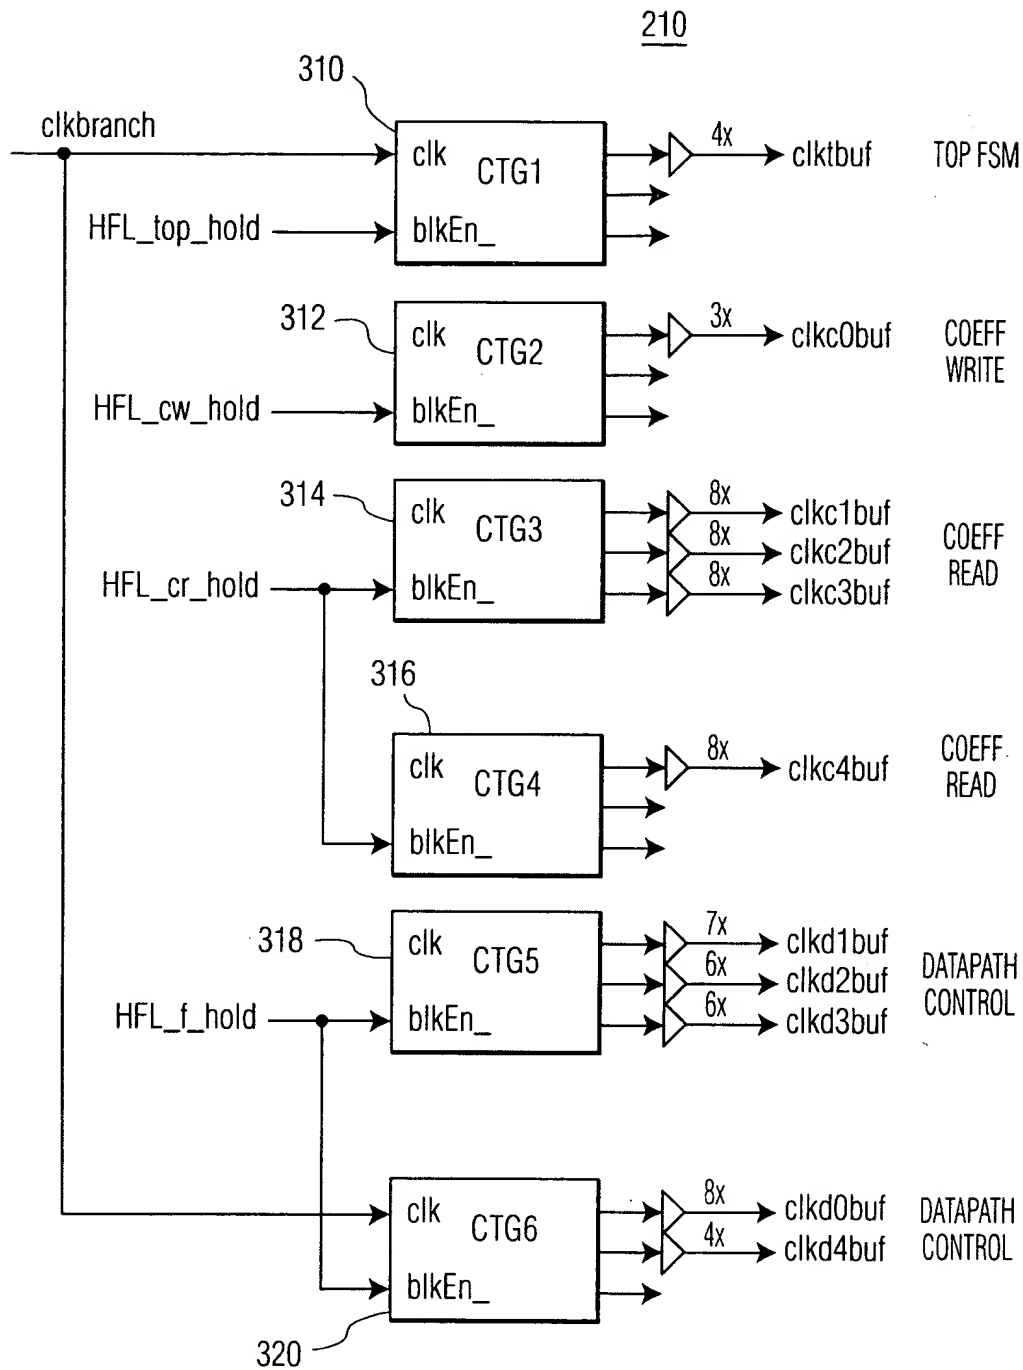 210
310
clkbranch
clk
CTG1
4x
clktbuf
TOP FSM
HFL_top_hold
blkEn_
312
clk
CTG2
3x
clkc0buf
COEFF
WRITE
HFL_cw_hold
blkEn_
314
clk
CTG3
8x
clkc1buf
8x
clkc2buf
COEFF
READ
HFL_cr_hold
blkEn_
8x
clkc3buf
316
clk
CTG4
8x
clkc4buf
COEFF
READ
blkEn_
318
clk
CTG5
7x
clkd1buf
6x
clkd2buf
DATAPATH
CONTROL
HFL_f_hold
blkEn_
6x
clkd3buf
clk
CTG6
8x
clkd0buf
4x
clkd4buf
DATAPATH
CONTROL
blkEn_
320